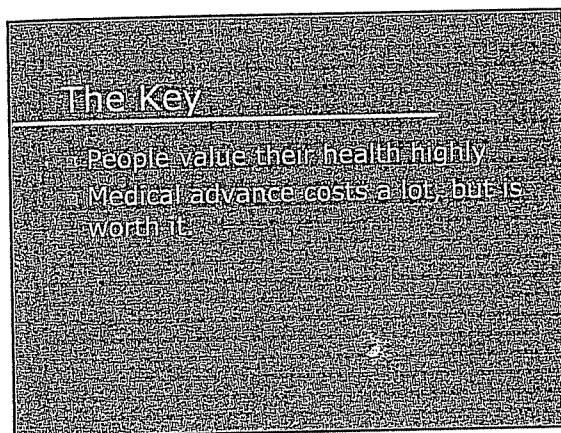 The Key
People value their health highly
Medical advance costs a lot, but is
worth it.